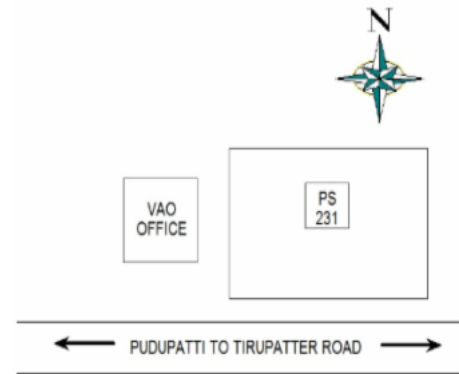 N
VAO
OFFICE
PS
231
PUDUPATTI TO TIRUPATTER ROAD